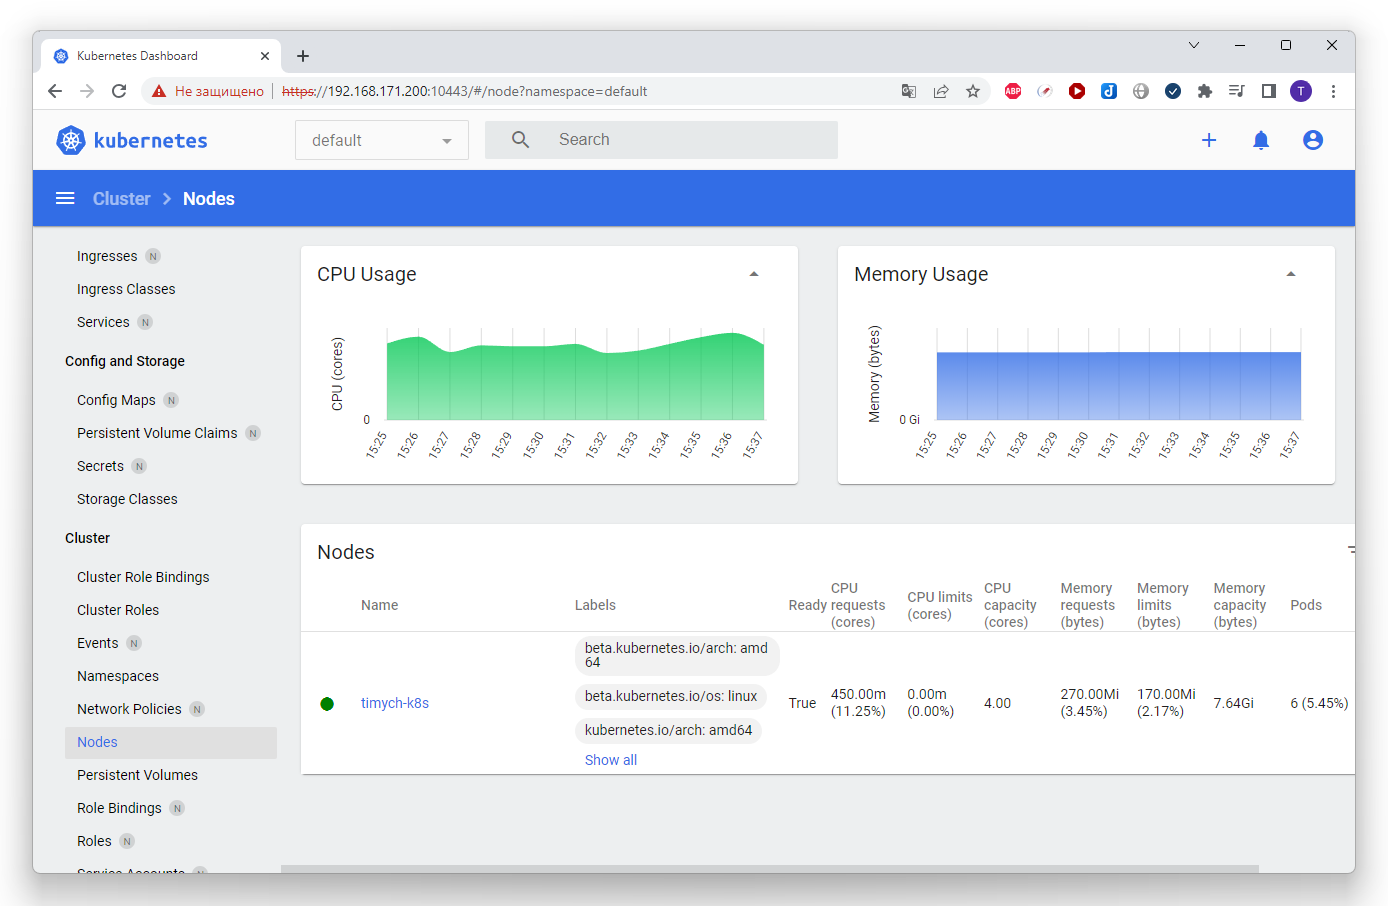 Kubernetes Dashboard
Не защищено
https://192.168.171.200:10443/#/node?namespace=default
ABP
T
kubernetes
default
Search
Cluster
Nodes
Ingresses N
Ingress Classes
Services N
Config and Storage
Config Maps N
Persistent Volume Claims N
Secrets N
Storage Classes
Cluster
Cluster Role Bindings
Cluster Roles
Events N
Namespaces
Network Policies N
Nodes
Persistent Volumes
Role Bindings N
Roles N
Service Accounts N
CPU Usage
CPU (cores)
0
15:25 15:26 15:27 15:28 15:29 15:30 15:31 15:32 15:33 15:34 15:35 15:36 15:37
Memory Usage
Memory (bytes)
0 Gi
15:25 15:26 15:27 15:28 15:29 15:30 15:31 15:32 15:33 15:34 15:35 15:36 15:37
Nodes
Name
Labels
Ready
CPU
requests
(cores)
CPU limits
(cores)
CPU
capacity
(cores)
Memory
requests
(bytes)
Memory
limits
(bytes)
Memory
capacity
(bytes)
Pods
timych-k8s
beta.kubernetes.io/arch: amd
64
beta.kubernetes.io/os: linux
kubernetes.io/arch: amd64
Show all
True
450.00m
(11.25%)
0.00m
(0.00%)
4.00
270.00Mi
(3.45%)
170.00Mi
(2.17%)
7.64Gi
6 (5.45%)